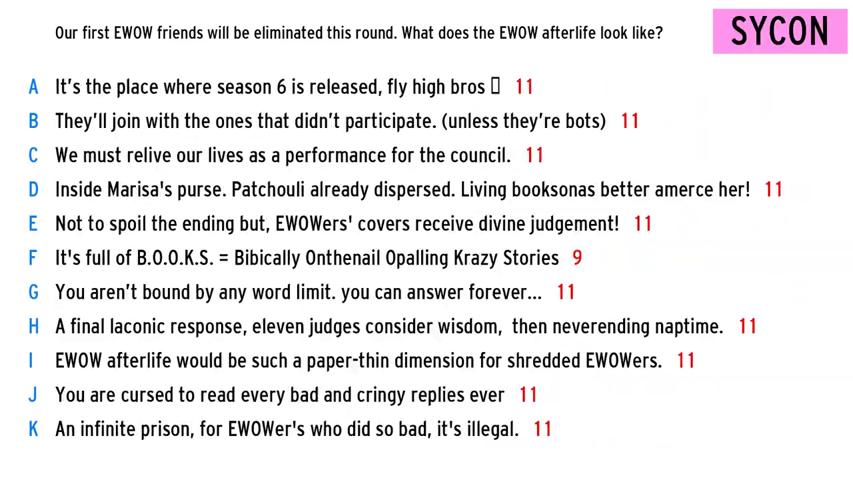 Our first EWOW friends will be eliminated this round. What does the EWOW afterlife look like?
SYCON
A It's the place where season 6 is released, fly high bros ▯ 11
B They'll join with the ones that didn't participate. (unless they're bots) 11
C We must relive our lives as a performance for the council. 11
D Inside Marisa's purse. Patchouli already dispersed. Living booksonas better amerce her! 11
E Not to spoil the ending but, EWOWers' covers receive divine judgement! 11
F It's full of B.O.O.K.S. = Bibically Onthenail Opalling Krazy Stories 9
G You aren't bound by any word limit. you can answer forever... 11
H A final laconic response, eleven judges consider wisdom, then neverending naptime. 11
I EWOW afterlife would be such a paper-thin dimension for shredded EWOWers. 11
J You are cursed to read every bad and cringy replies ever 11
K An infinite prison, for EWOWer's who did so bad, it's illegal. 11